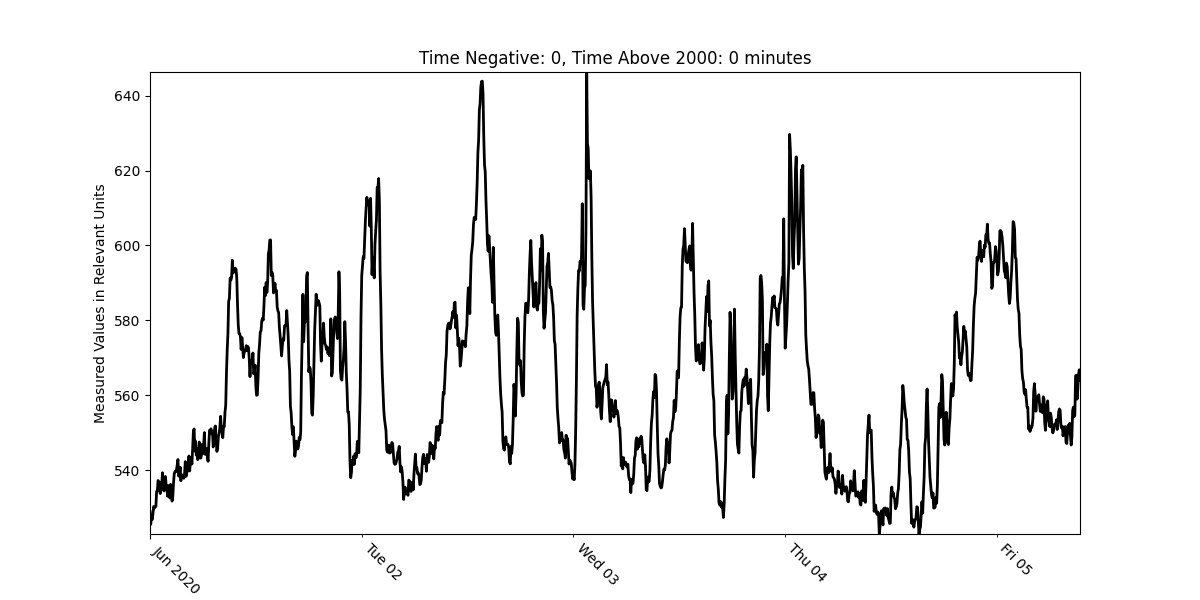 Time Negative: 0, Time Above 2000: 0 minutes
Measured Values in Relevant Units
640
620
600
580
560
540
Jun 2020
Tue 02
Wed 03
Thu 04
Fri 05